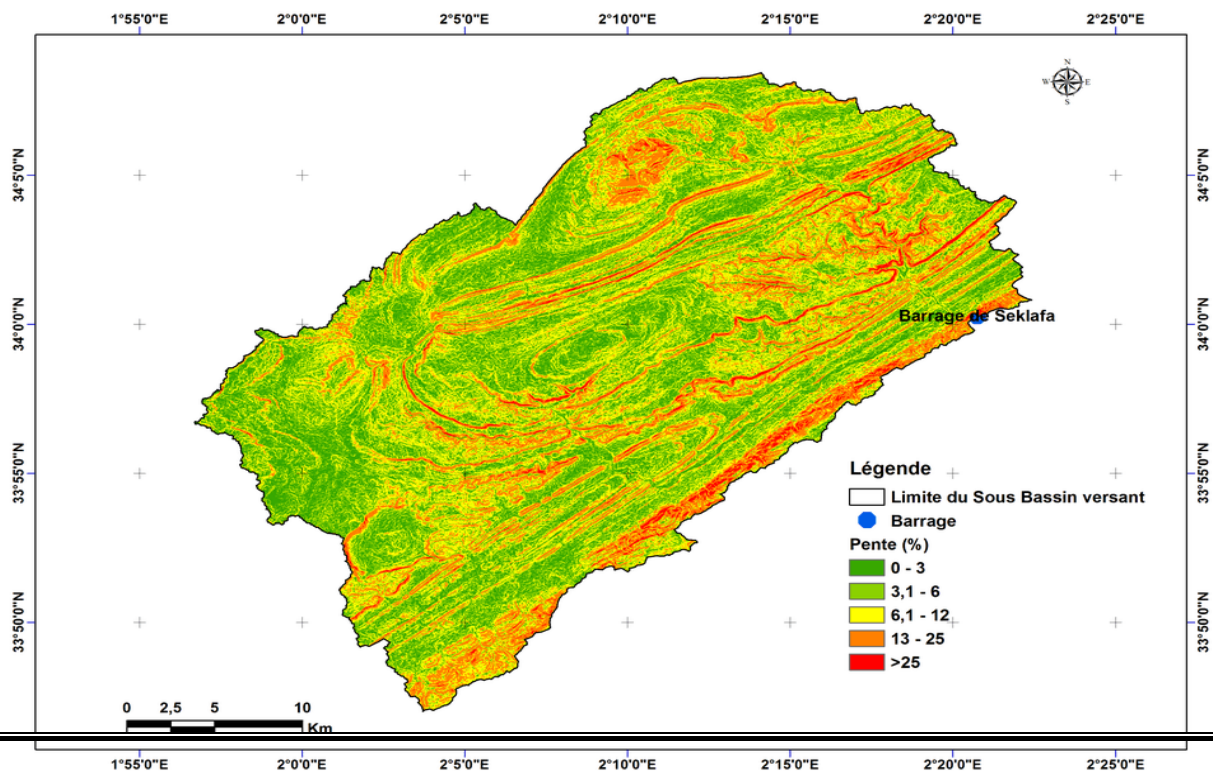 1°55'0"E 2°0'0"E 2°5'0"E 2°10'0"E 2°15'0"E 2°20'0"E 2°25'0"E
N
W E
S
34°5'0"N 34°5'0"N
34°0'0"N 34°0'0"N
Barrage de Seklafa
33°55'0"N 33°55'0"N
33°50'0"N 33°50'0"N
Légende
Limite du Sous Bassin versant
Barrage
Pente (%)
0 - 3
3,1 - 6
6,1 - 12
13 - 25
>25
0 2,5 5 10
Km
1°55'0"E 2°0'0"E 2°5'0"E 2°10'0"E 2°15'0"E 2°20'0"E 2°25'0"E